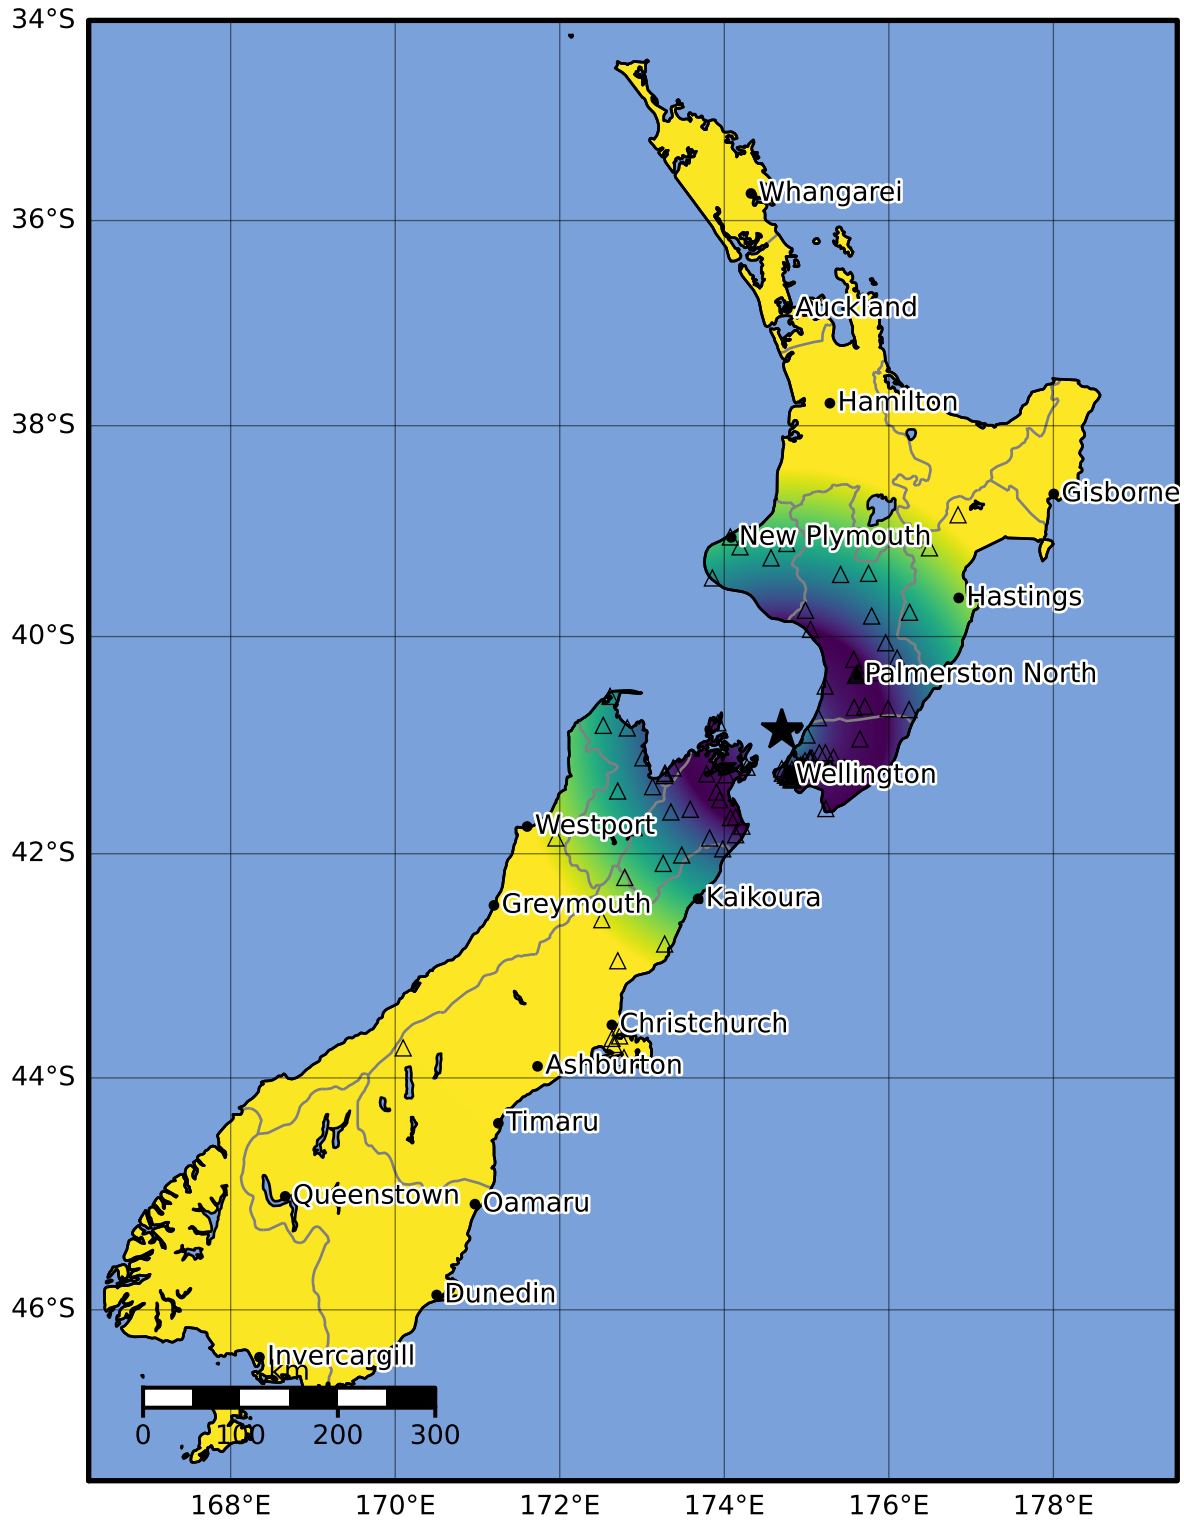 34°S
Whangarei
36°S
Auckland
Hamilton
38°S
Gisborne
New Plymouth
Hastings
40°S
Palmerston North
Wellington
Westport
42°S
Kaikoura
Greymouth
Christchurch
Ashburton
44°S
Timaru
Queenstown
Oamaru
Dunedin
46°S
Invercargill
km
0 100 200 300
168°E 170°E 172°E 174°E 176°E 178°E